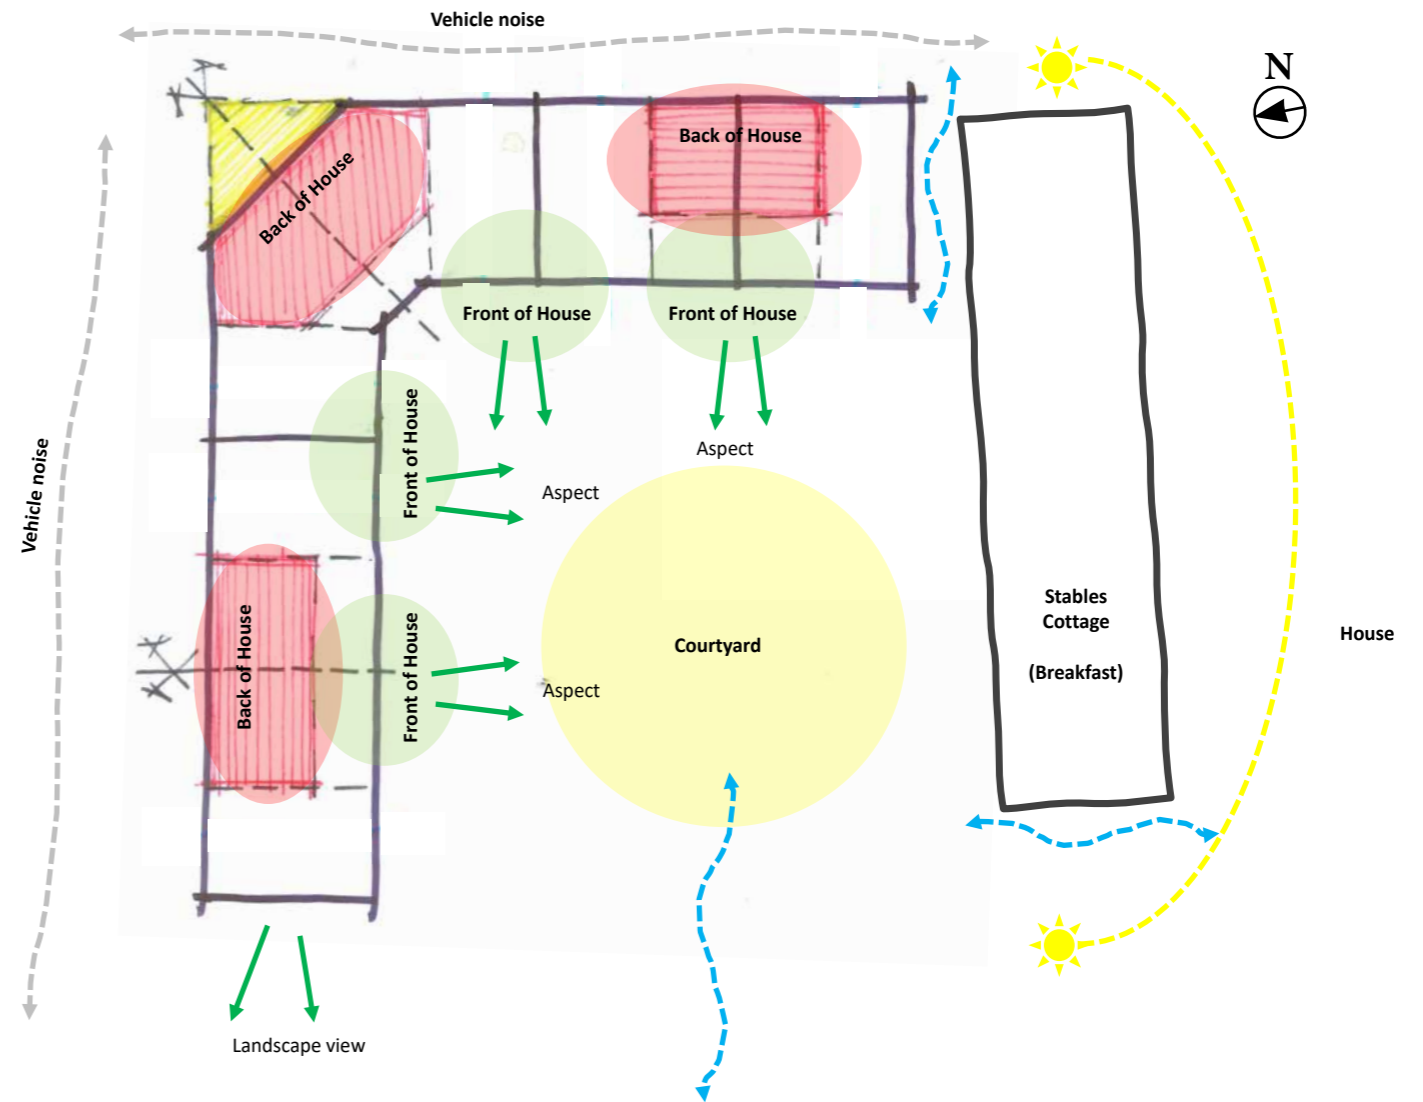 Vehicle noise
N
Back of House
Back of House
Front of House
Front of House
Aspect
Vehicle noise
Front of House
Aspect
Stables
Cottage
(Breakfast)
House
Courtyard
Back of House
Front of House
Aspect
Landscape view